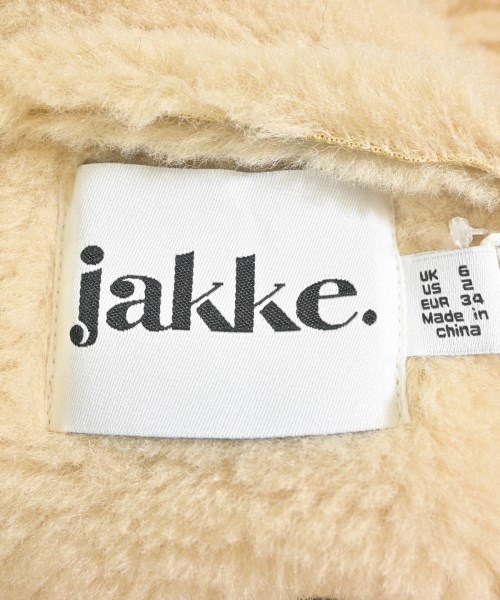 jakke.
UK 6
US 2
EUR 34
Made in
china